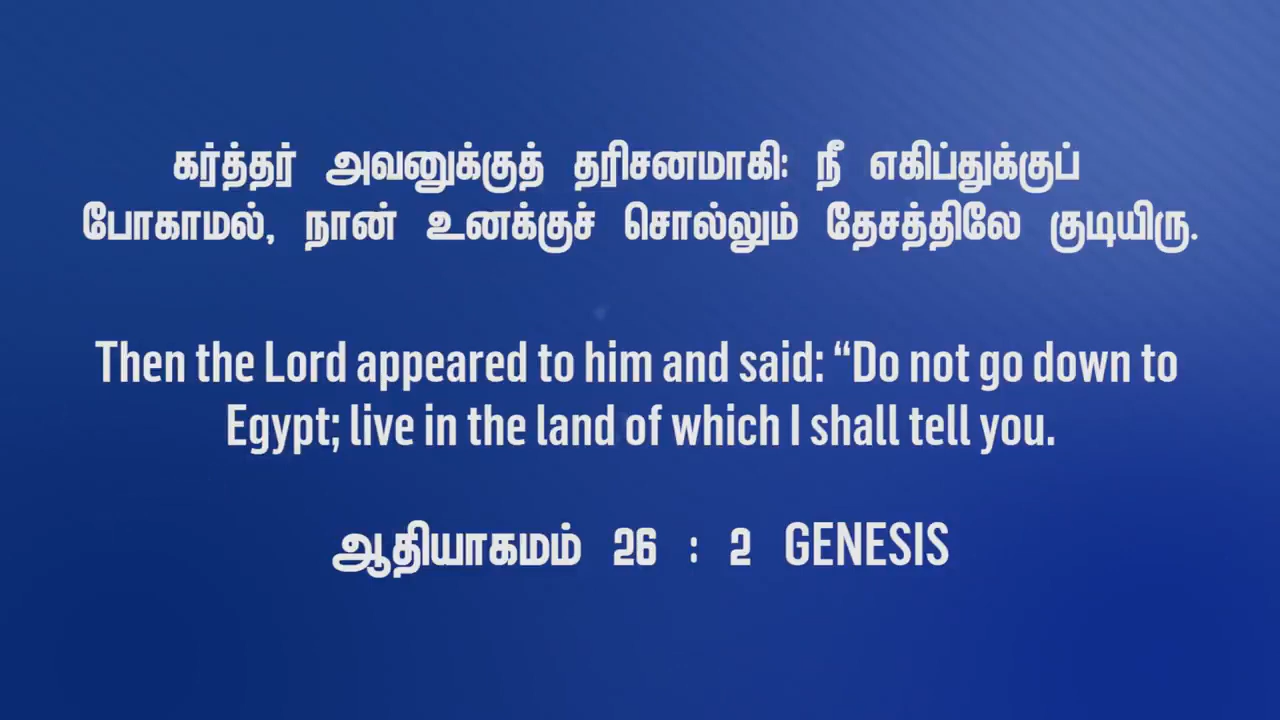 கர்த்தர் அவனுக்குத் தரிசனமாகி: நீ எகிப்துக்குப்
போகாமல், நான் உனக்குச் சொல்லும் தேசத்திலே குடியிரு.
Then the Lord appeared to him and said: “Do not go down to
Egypt; live in the land of which I shall tell you.
ஆதியாகமம் 26 : 2 GENESIS